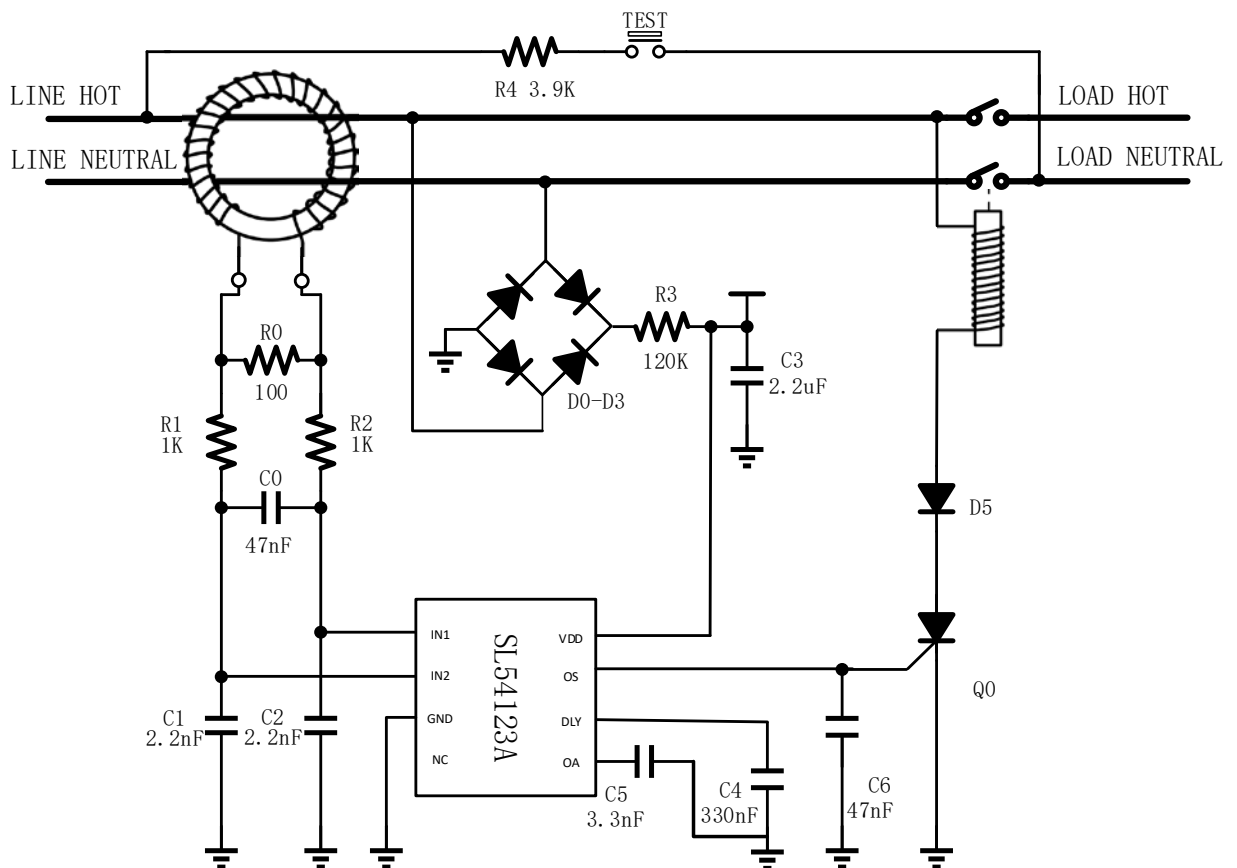 TEST
R4 3.9K
LINE HOT
LOAD HOT
LINE NEUTRAL
LOAD NEUTRAL
R3
120K
C3
2.2uF
D0-D3
R0
100
R1
1K
R2
1K
C0
47nF
D5
IN1
IN2
GND
NC
SL54123A
VDD
OS
DLY
OA
Q0
C1
2.2nF
C2
2.2nF
C5
3.3nF
C4
330nF
C6
47nF